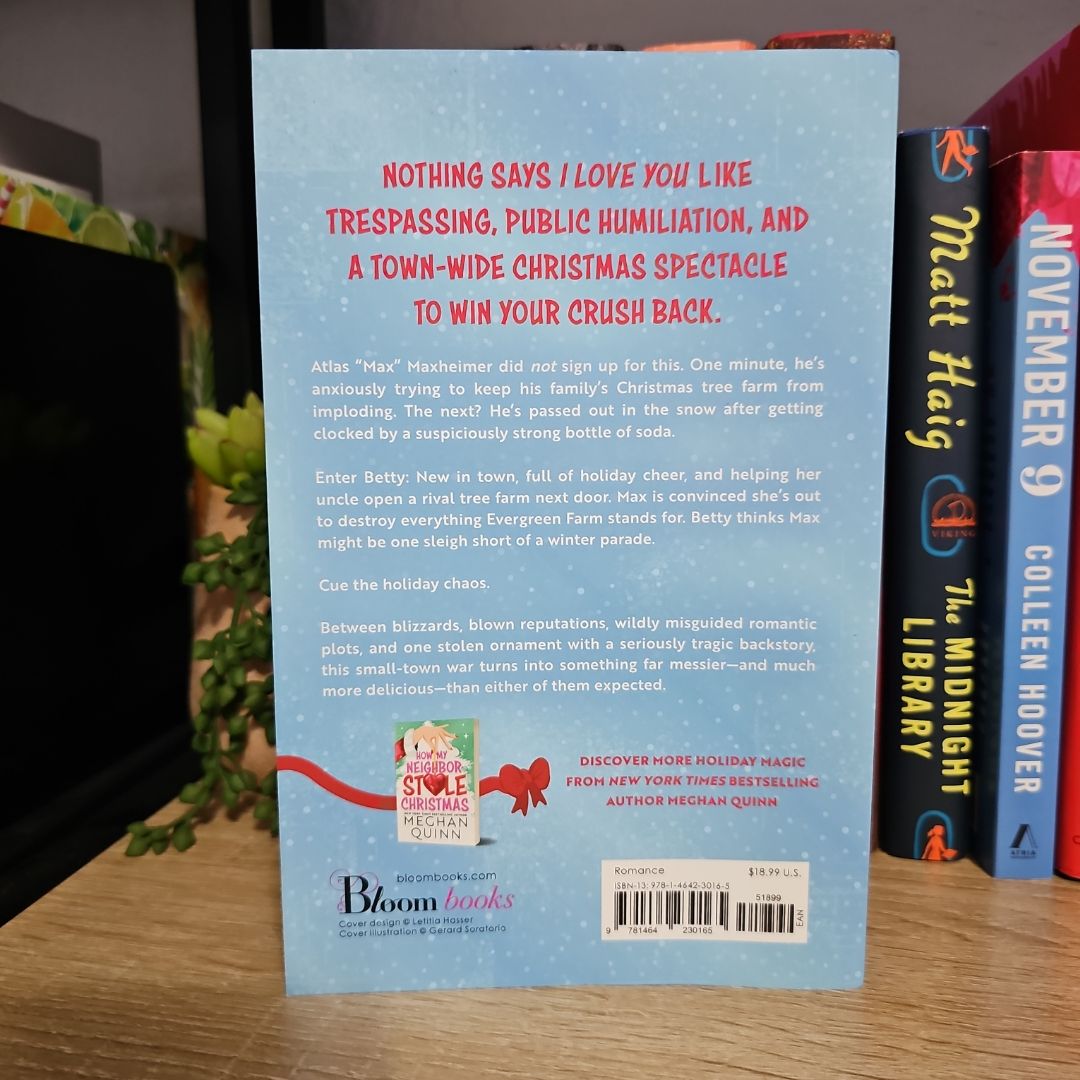 NOTHING SAYS I LOVE YOU LIKE
TRESPASSING, PUBLIC HUMILIATION, AND
A TOWN-WIDE CHRISTMAS SPECTACLE
TO WIN YOUR CRUSH BACK.
Atlas “Max” Maxheimer did not sign up for this. One minute, he’s
anxiously trying to keep his family’s Christmas tree farm from
imploding. The next? He’s passed out in the snow after getting
clocked by a suspiciously strong bottle of soda.
Enter Betty: New in town, full of holiday cheer, and helping her
uncle open a rival tree farm next door. Max is convinced she’s out
to destroy everything Evergreen Farm stands for. Betty thinks Max
might be one sleigh short of a winter parade.
Cue the holiday chaos.
Between blizzards, blown reputations, wildly misguided romantic
plots, and one stolen ornament with a seriously tragic backstory,
this small-town war turns into something far messier—and much
more delicious—than either of them expected.
HOW MY
NEIGHBOR
STOLE
CHRISTMAS
MEGHAN
QUINN
DISCOVER MORE HOLIDAY MAGIC
FROM NEW YORK TIMES BESTSELLING
AUTHOR MEGHAN QUINN
bloombooks.com
Bloom books
Cover design © Letitia Hasser
Cover illustration © Gerard Soratorio
Romance
$18.99 U.S.
ISBN-13: 978-1-4642-3016-5
51899
EAN
9 781464 230165
Matt Haig
VIKING
The MIDNIGHT
LIBRARY
NOVEMBER 9
COLLEEN HOOVER
ATRIA